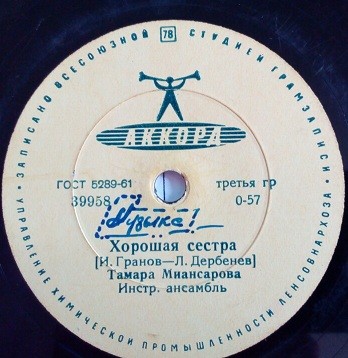 ЗАПИСАНО ВСЕСОЮЗНОЙ 78 СТУДИЕЙ ГРАМЗАПИСИ
АККОРД
ГОСТ 5289-61 третья гр
39958 0-57
Музыка!
Хорошая сестра
[И. Гранов—Л. Дербенев]
Тамара Миансарова
Инстр. ансамбль
УПРАВЛЕНИЕ ХИМИЧЕСКОЙ ПРОМЫШЛЕННОСТИ ЛЕНСОВНАРХОЗА